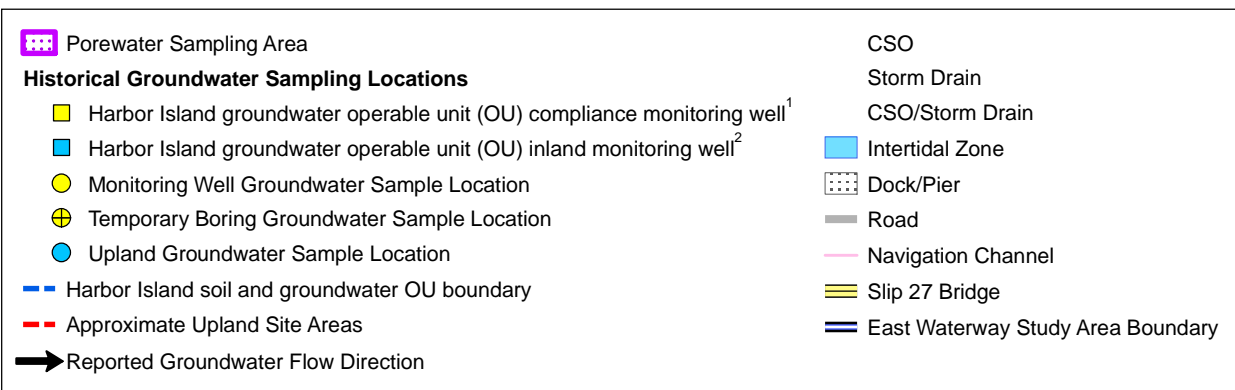 Porewater Sampling Area
Historical Groundwater Sampling Locations
Harbor Island groundwater operable unit (OU) compliance monitoring well1
Harbor Island groundwater operable unit (OU) inland monitoring well2
Monitoring Well Groundwater Sample Location
Temporary Boring Groundwater Sample Location
Upland Groundwater Sample Location
Harbor Island soil and groundwater OU boundary
Approximate Upland Site Areas
Reported Groundwater Flow Direction
CSO
Storm Drain
CSO/Storm Drain
Intertidal Zone
Dock/Pier
Road
Navigation Channel
Slip 27 Bridge
East Waterway Study Area Boundary